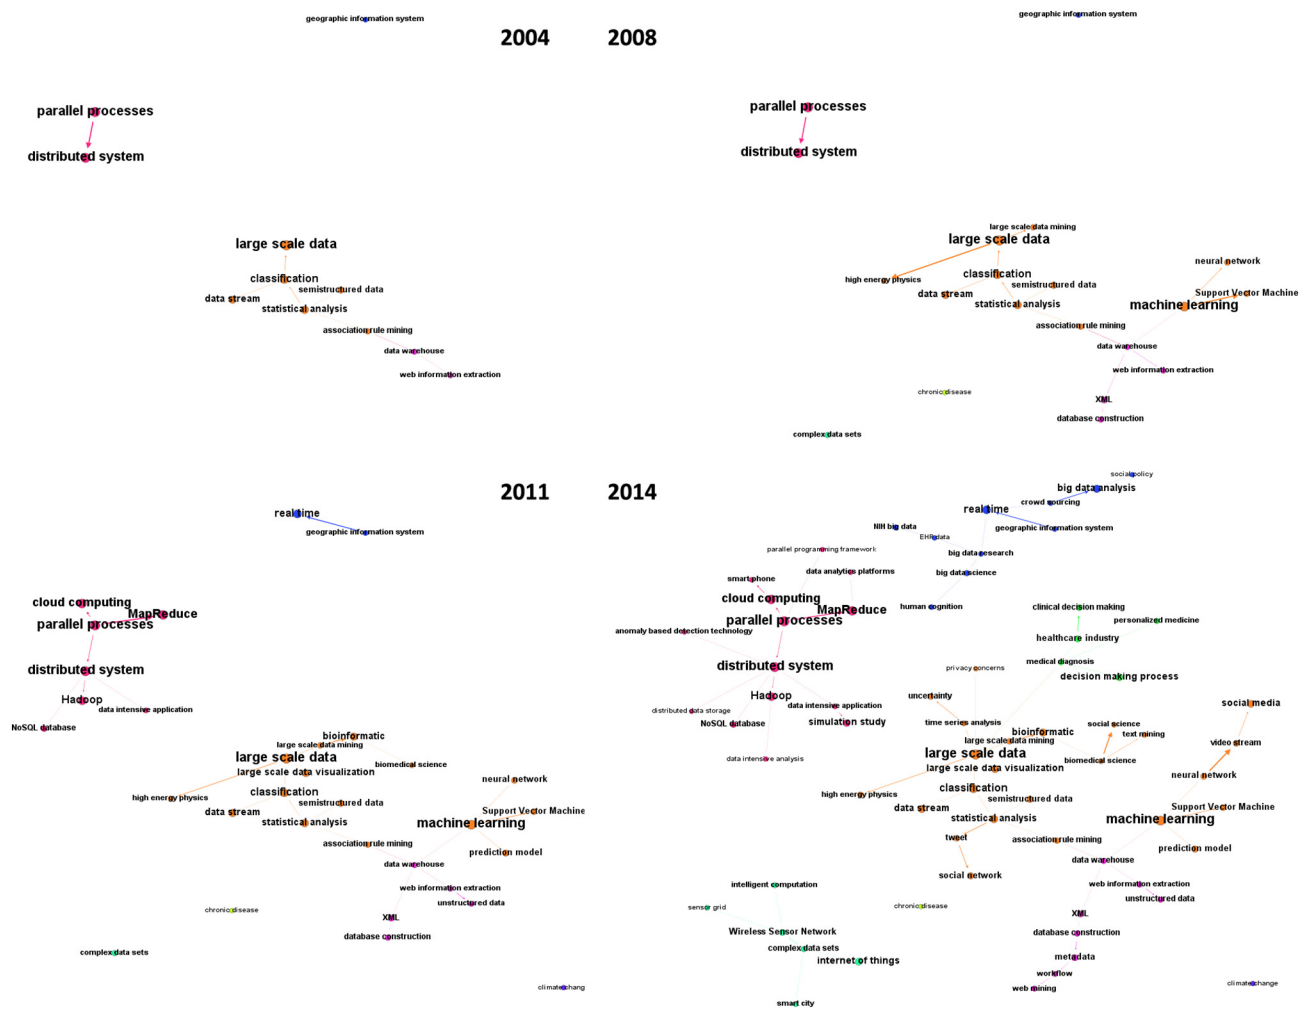 geographic information system
2004
parallel processes
distributed system
large scale data
classification
semistructured data
data stream
statistical analysis
association rule mining
data warehouse
web information extraction
geographic information system
2008
parallel processes
distributed system
large scale data mining
large scale data
neural network
classification
high energy physics
semistructured data
data stream
Support Vector Machine
statistical analysis
machine learning
association rule mining
data warehouse
web information extraction
chronic disease
XML
database construction
complex data sets
2011
real time
geographic information system
cloud computing
MapReduce
parallel processes
distributed system
Hadoop
data intensive application
NoSQL database
bioinformatic
large scale data mining
large scale data
biomedical science
large scale data visualization
neural network
classification
high energy physics
semistructured data
data stream
Support Vector Machine
statistical analysis
machine learning
association rule mining
prediction model
data warehouse
web information extraction
unstructured data
chronic disease
XML
database construction
complex data sets
climate chang
2014
social policy
big data analysis
crowd sourcing
real time
NIH big data
geographic information system
EHR data
parallel programming framework
big data research
data analytics platforms
smart phone
big data science
cloud computing
MapReduce
human cognition
clinical decision making
parallel processes
personalized medicine
anomaly based detection technology
healthcare industry
distributed system
privacy concerns
medical diagnosis
decision making process
Hadoop
uncertainty
data intensive application
social media
distributed data storage
NoSQL database
simulation study
time series analysis
social science
bioinformatic
text mining
large scale data mining
video stream
large scale data
data intensive analysis
biomedical science
large scale data visualization
neural network
classification
high energy physics
semistructured data
data stream
Support Vector Machine
statistical analysis
machine learning
tweet
association rule mining
prediction model
data warehouse
social network
intelligent computation
web information extraction
unstructured data
sensor grid
chronic disease
XML
Wireless Sensor Network
database construction
complex data sets
metadata
internet of things
workflow
climate change
web mining
smart city